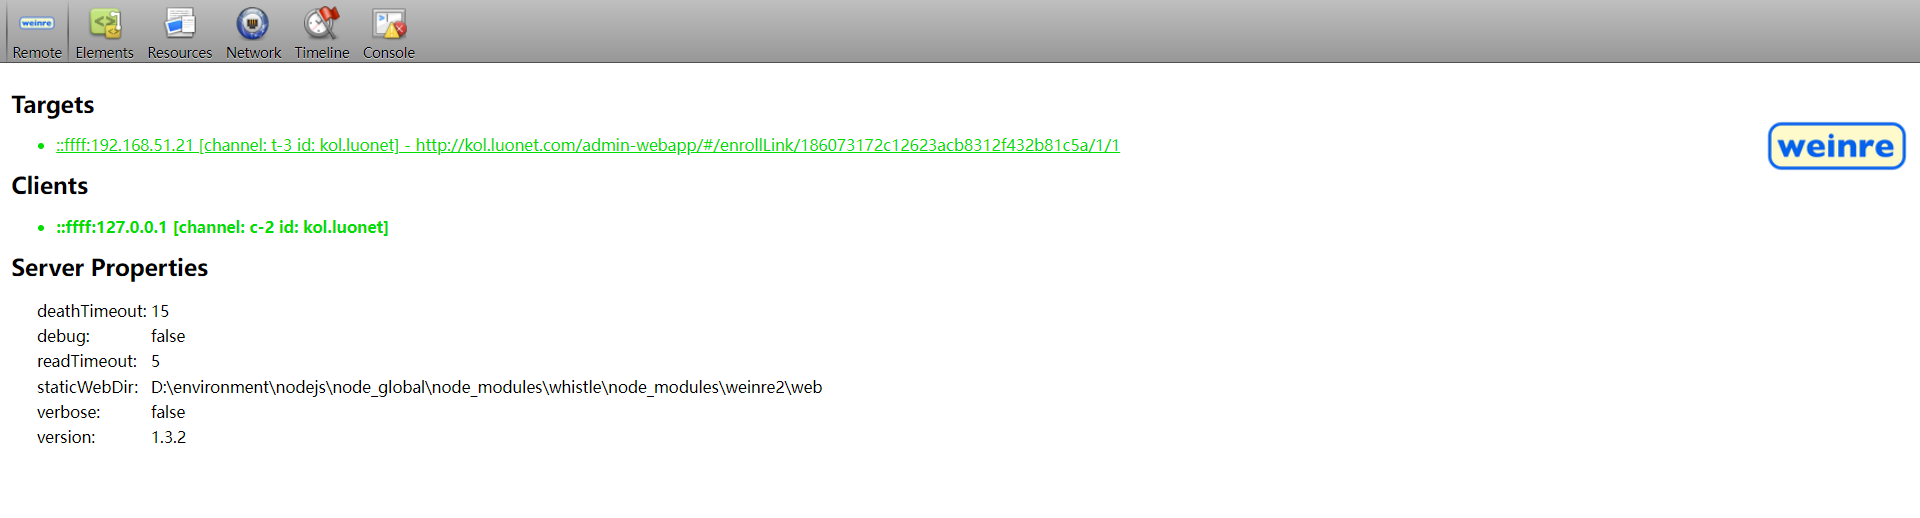 weinre
Remote Elements Resources Network Timeline Console
Targets
::ffff:192.168.51.21 [channel: t-3 id: kol.luonet] - http://kol.luonet.com/admin-webapp/#/enrollLink/186073172c12623acb8312f432b81c5a/1/1
weinre
Clients
::ffff:127.0.0.1 [channel: c-2 id: kol.luonet]
Server Properties
deathTimeout: 15
debug: false
readTimeout: 5
staticWebDir: D:\environment\nodejs\node_global\node_modules\whistle\node_modules\weinre2\web
verbose: false
version: 1.3.2